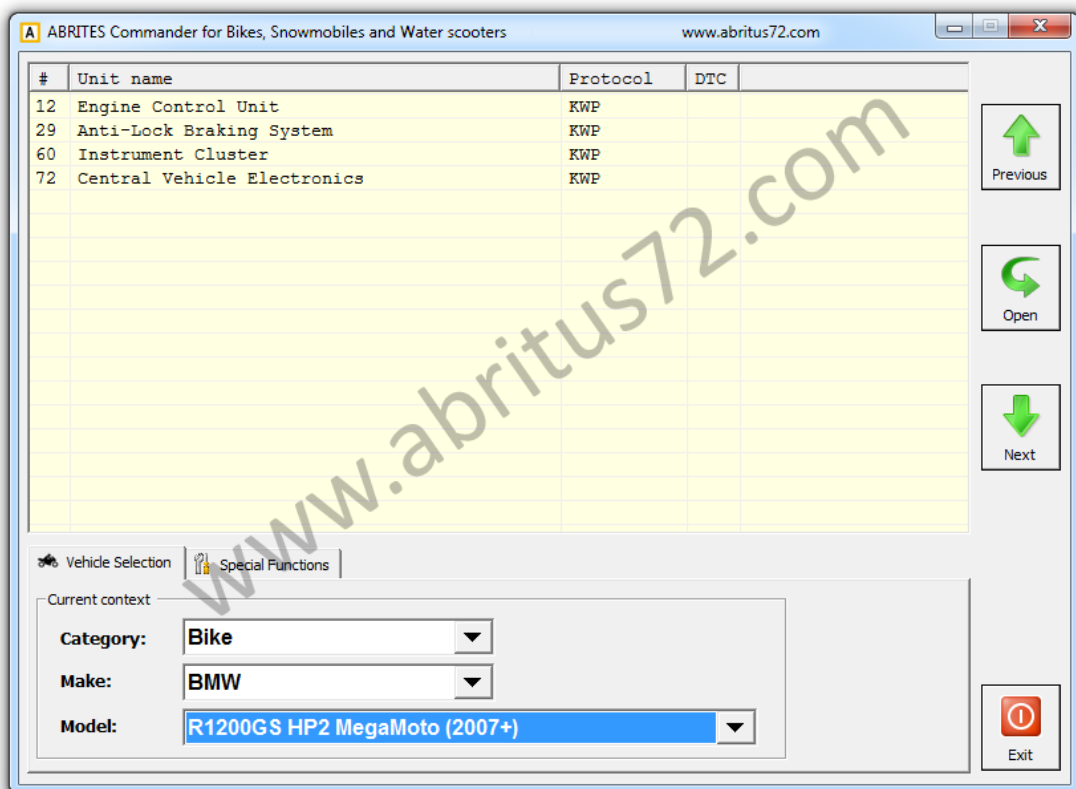 A ABRITES Commander for Bikes, Snowmobiles and Water scooters www.abritus72.com
# Unit name Protocol DTC
12 Engine Control Unit KWP
29 Anti-Lock Braking System KWP
60 Instrument Cluster KWP
72 Central Vehicle Electronics KWP
Previous
Open
Next
www.abritus72.com
Vehicle Selection Special Functions
Current context
Category: Bike
Make: BMW
Model: R1200GS HP2 MegaMoto (2007+)
Exit